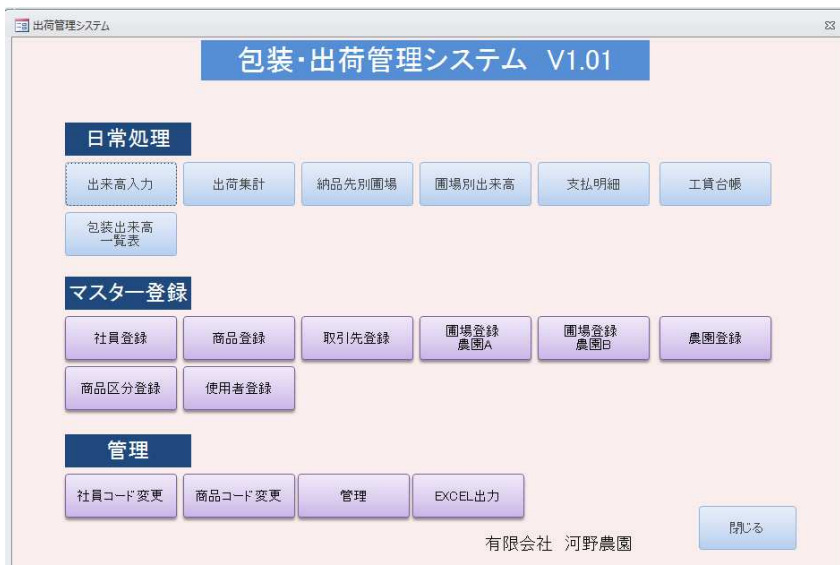 出荷管理システム
包装・出荷管理システム V1.01
日常処理
出来高入力
出荷集計
納品先別圃場
圃場別出来高
支払明細
工賃台帳
包装出来高
一覧表
マスター登録
社員登録
商品登録
取引先登録
圃場登録
農園A
圃場登録
農園B
農園登録
商品区分登録
使用者登録
管理
社員コード変更
商品コード変更
管理
EXCEL出力
閉じる
有限会社 河野農園